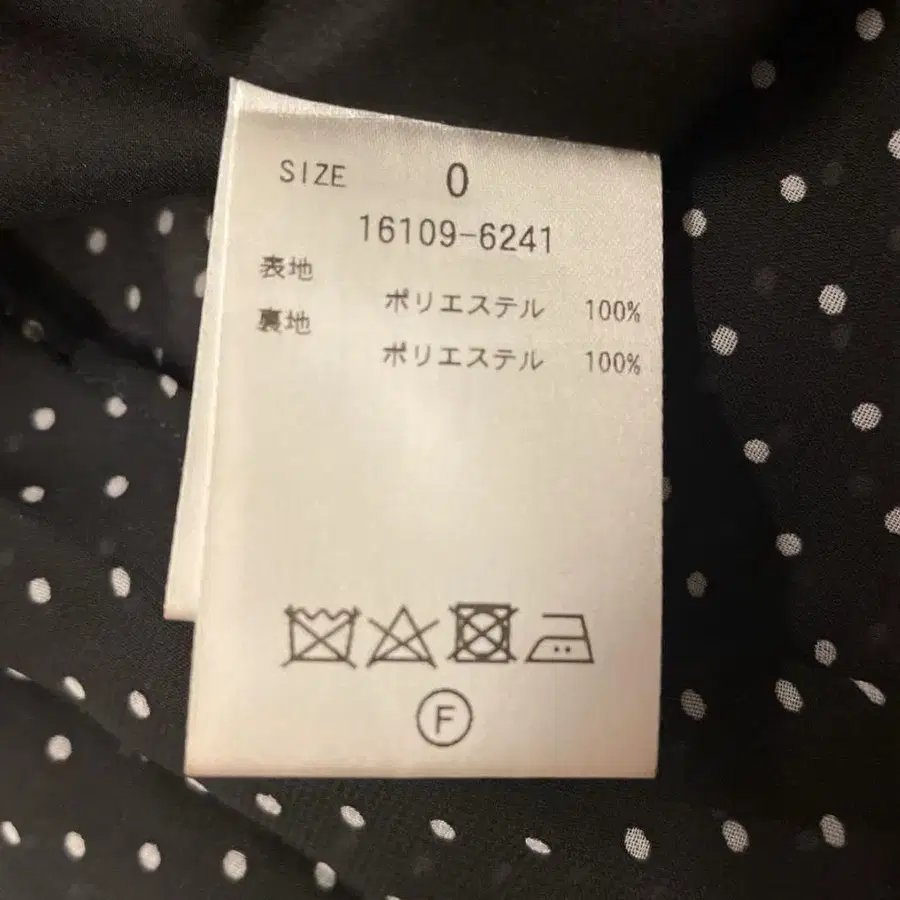 SIZE 0
16109-6241
表地
ポリエステル 100%
裏地
ポリエステル 100%
F